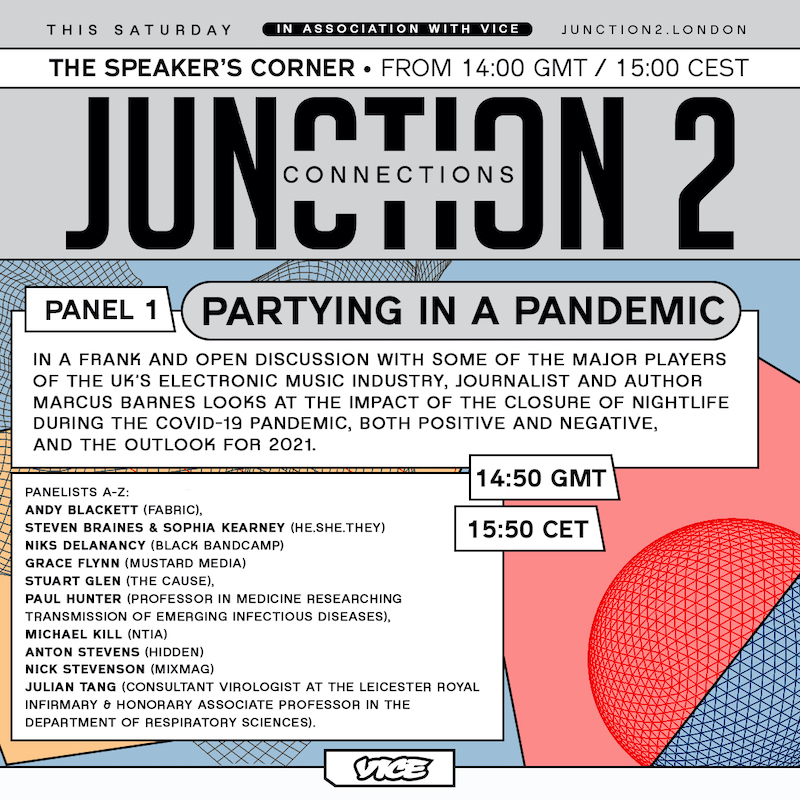 THIS SATURDAY
IN ASSOCIATION WITH VICE
JUNCTION2.LONDON
THE SPEAKER'S CORNER • FROM 14:00 GMT / 15:00 CEST
JUNCTION 2
CONNECTIONS
PANEL 1
PARTYING IN A PANDEMIC
IN A FRANK AND OPEN DISCUSSION WITH SOME OF THE MAJOR PLAYERS
OF THE UK'S ELECTRONIC MUSIC INDUSTRY, JOURNALIST AND AUTHOR
MARCUS BARNES LOOKS AT THE IMPACT OF THE CLOSURE OF NIGHTLIFE
DURING THE COVID-19 PANDEMIC, BOTH POSITIVE AND NEGATIVE,
AND THE OUTLOOK FOR 2021.
14:50 GMT
15:50 CET
PANELISTS A-Z:
ANDY BLACKETT (FABRIC),
STEVEN BRAINES & SOPHIA KEARNEY (HE.SHE.THEY)
NIKS DELANANCY (BLACK BANDCAMP)
GRACE FLYNN (MUSTARD MEDIA)
STUART GLEN (THE CAUSE),
PAUL HUNTER (PROFESSOR IN MEDICINE RESEARCHING
TRANSMISSION OF EMERGING INFECTIOUS DISEASES),
MICHAEL KILL (NTIA)
ANTON STEVENS (HIDDEN)
NICK STEVENSON (MIXMAG)
JULIAN TANG (CONSULTANT VIROLOGIST AT THE LEICESTER ROYAL
INFIRMARY & HONORARY ASSOCIATE PROFESSOR IN THE
DEPARTMENT OF RESPIRATORY SCIENCES).
VICE